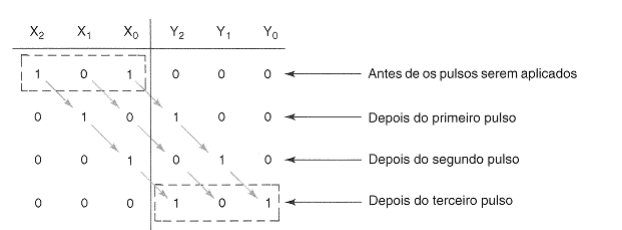 X₂ X₁ X₀ Y₂ Y₁ Y₀
1 0 1 0 0 0 Antes de os pulsos serem aplicados
0 1 0 1 0 0 Depois do primeiro pulso
0 0 1 0 1 0 Depois do segundo pulso
0 0 0 1 0 1 Depois do terceiro pulso